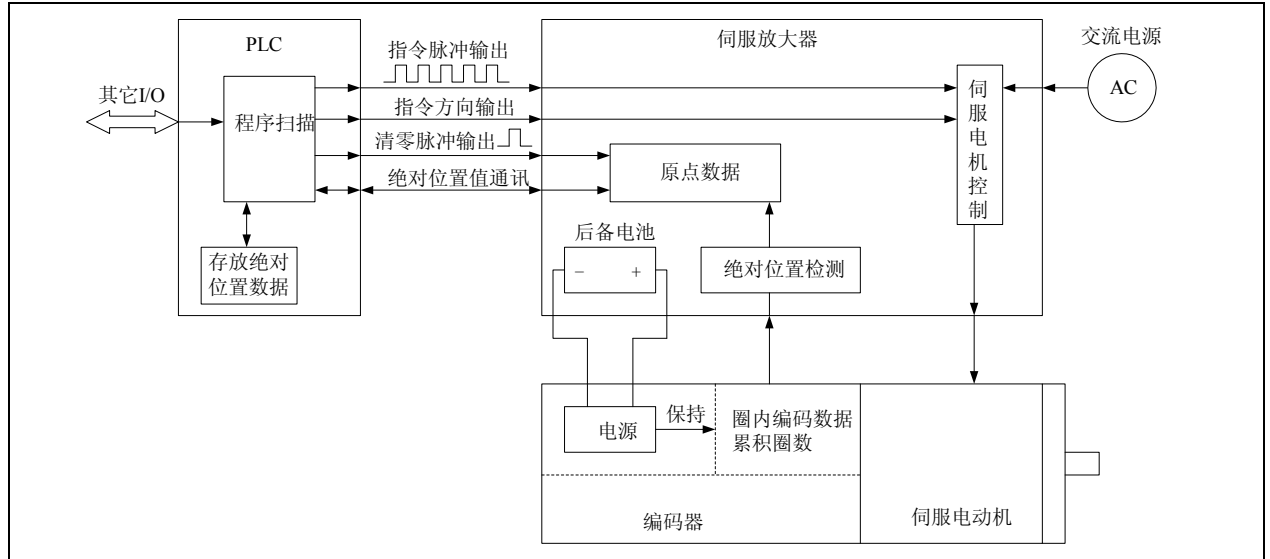 PLC
指令脉冲输出
伺服放大器
交流电源
其它I/O
程序扫描
指令方向输出
伺服电机控制
AC
清零脉冲输出
原点数据
绝对位置值通讯
后备电池
− +
绝对位置检测
存放绝对
位置数据
电源
保持
圈内编码数据
累积圈数
编码器
伺服电动机